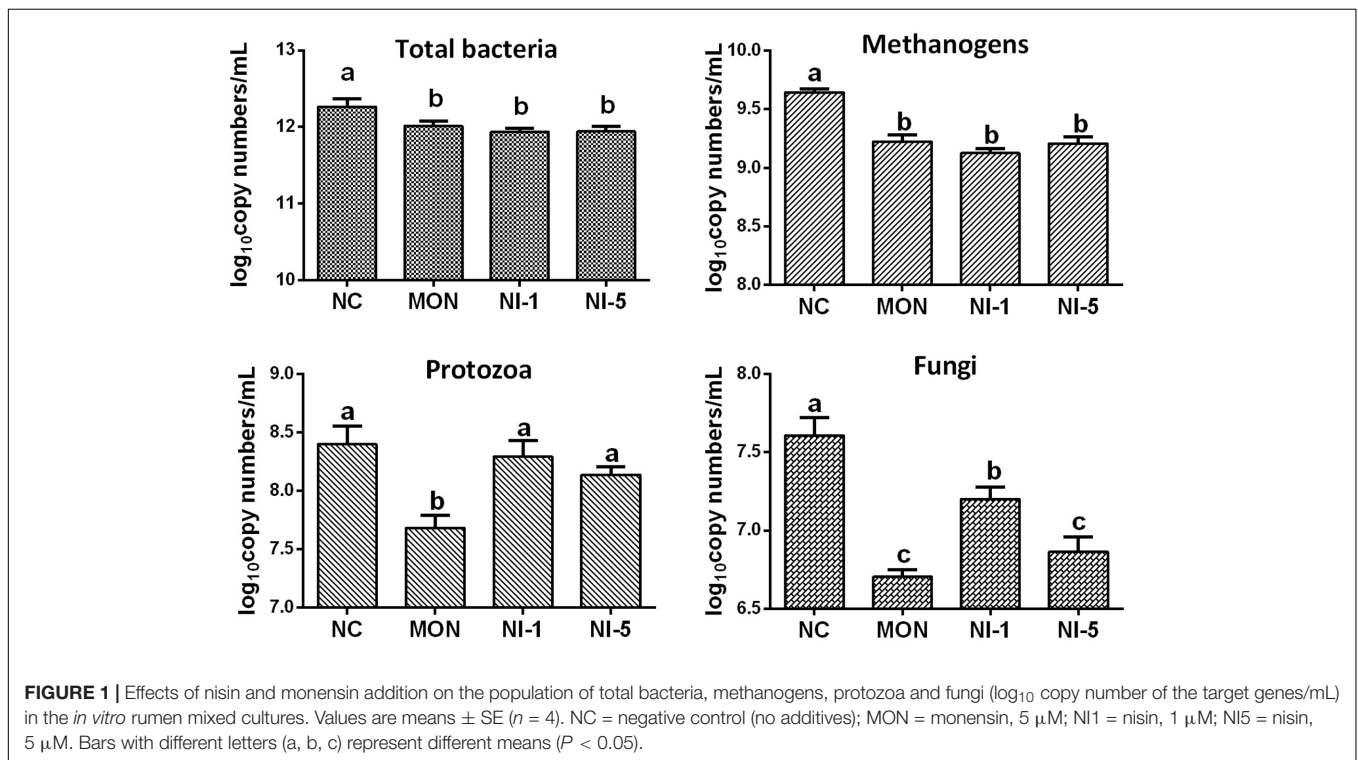 Total bacteria
log₁₀copy numbers/mL
13
12
11
10
a
b
b
b
NC MON NI-1 NI-5
Methanogens
log₁₀copy numbers/mL
10.0
9.5
9.0
8.5
8.0
a
b
b
b
NC MON NI-1 NI-5
Protozoa
log₁₀copy numbers/mL
9.0
8.5
8.0
7.5
7.0
a
b
a
a
NC MON NI-1 NI-5
Fungi
log₁₀copy numbers/mL
8.0
7.5
7.0
6.5
a
c
b
c
NC MON NI-1 NI-5
FIGURE 1 | Effects of nisin and monensin addition on the population of total bacteria, methanogens, protozoa and fungi (log₁₀ copy number of the target genes/mL)
in the in vitro rumen mixed cultures. Values are means ± SE (n = 4). NC = negative control (no additives); MON = monensin, 5 μM; NI1 = nisin, 1 μM; NI5 = nisin,
5 μM. Bars with different letters (a, b, c) represent different means (P < 0.05).